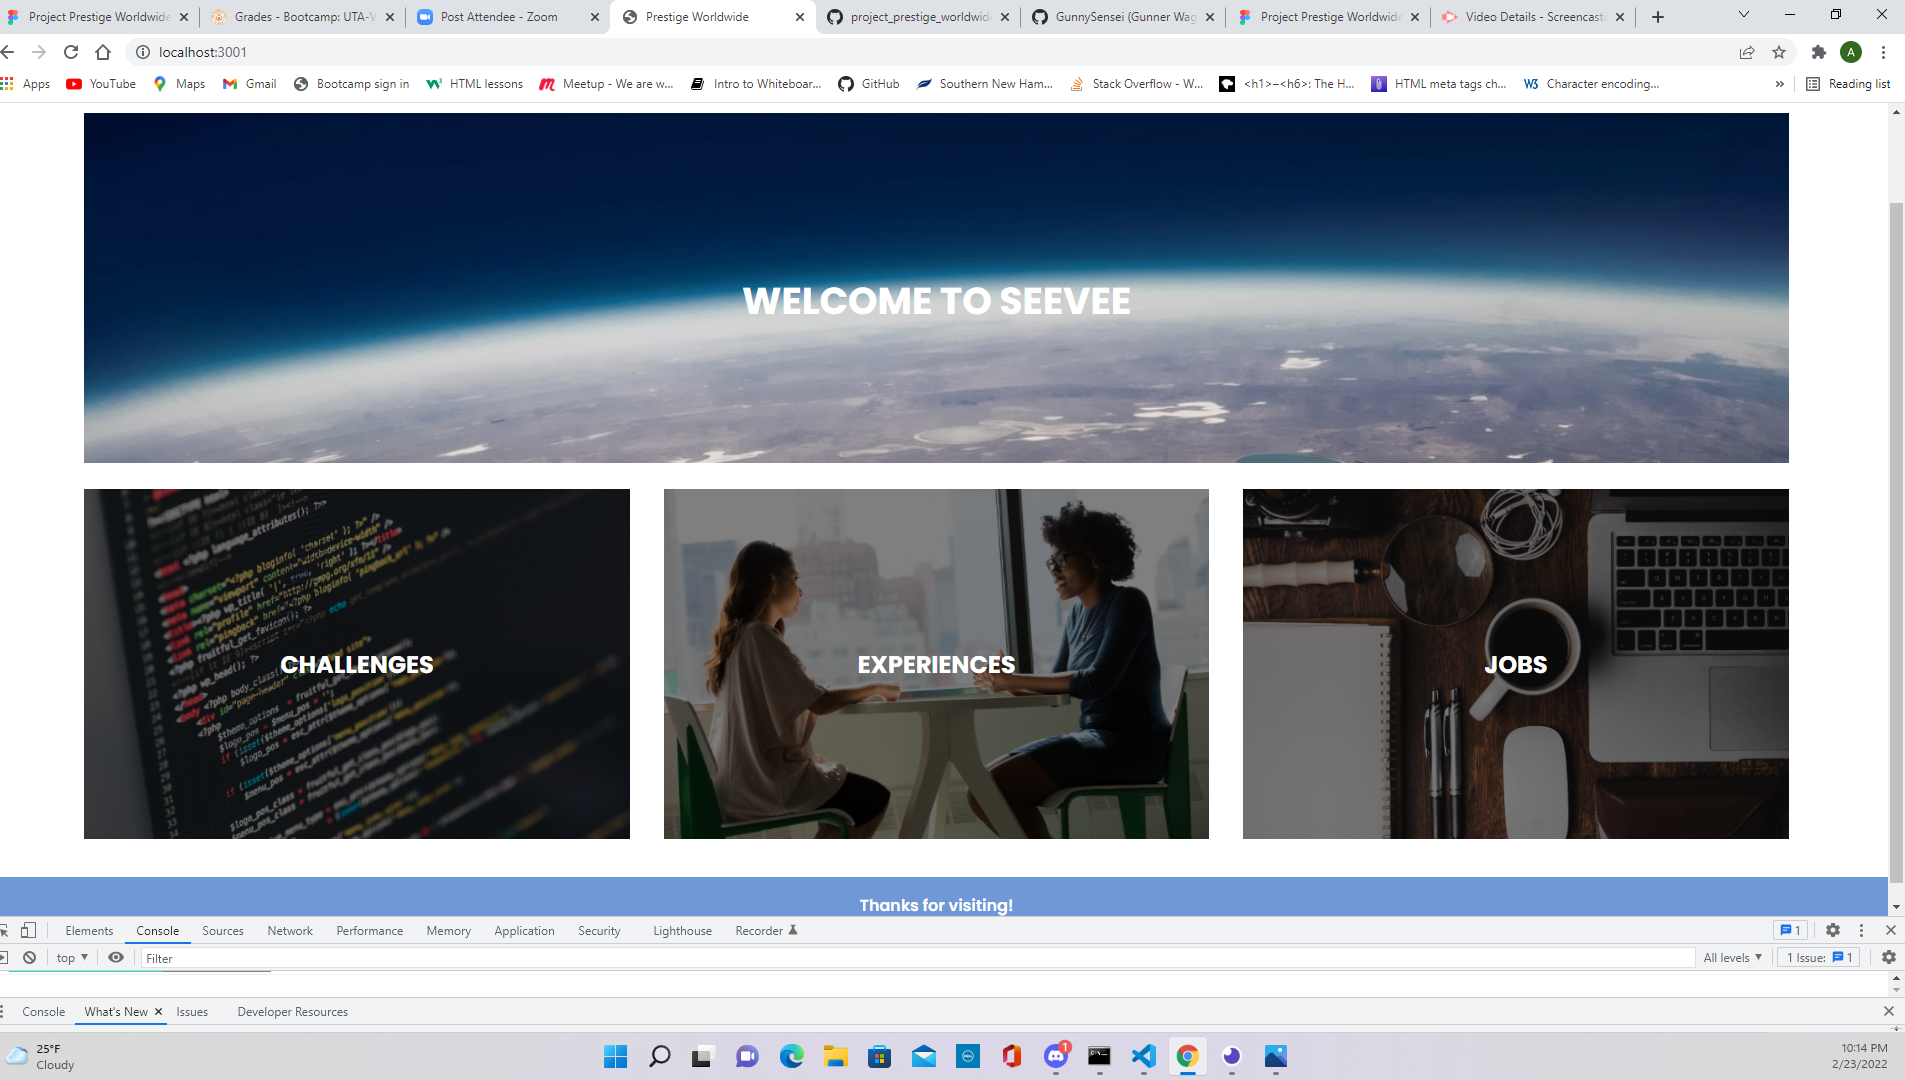 Project Prestige Worldwide
Grades - Bootcamp: UTA-V
Post Attendee - Zoom
Prestige Worldwide
project_prestige_worldwide
GunnySensei (Gunner Wag
Project Prestige Worldwide
Video Details - Screencasti
localhost:3001
A
Apps
YouTube
Maps
Gmail
Bootcamp sign in
HTML lessons
Meetup - We are w...
Intro to Whiteboar...
GitHub
Southern New Ham...
Stack Overflow - W...
<h1>–<h6>: The H...
HTML meta tags ch...
Character encoding...
»
Reading list
WELCOME TO SEEVEE
CHALLENGES
EXPERIENCES
JOBS
Thanks for visiting!
Elements
Console
Sources
Network
Performance
Memory
Application
Security
Lighthouse
Recorder
1
top
Filter
All levels
1 Issue:
1
Console
What's New
Issues
Developer Resources
25°F
Cloudy
1
10:14 PM
2/23/2022